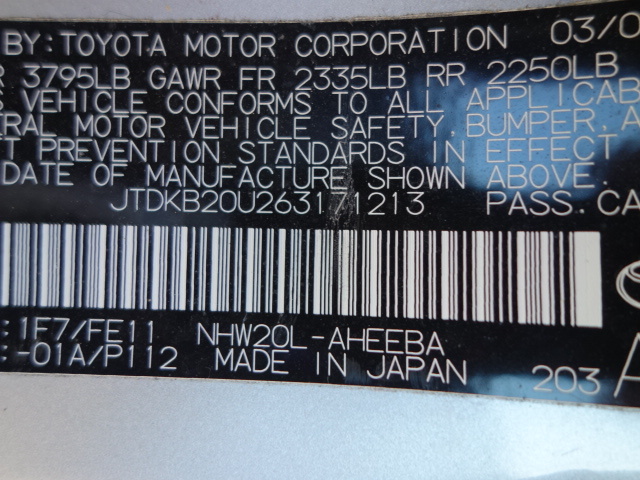 BY: TOYOTA MOTOR CORPORATION 03/0
R 3795LB GAWR FR 2335LB RR 2250LB
S VEHICLE CONFORMS TO ALL APPLICAB
ERAL MOTOR VEHICLE SAFETY, BUMPER, A
T PREVENTION STANDARDS IN EFFECT
DATE OF MANUFACTURE SHOWN ABOVE.
JTDKB20U263171213 PASS. CA
1F7/FE11 NHW20L-AHEEBA
-01A/P112 MADE IN JAPAN 203 A